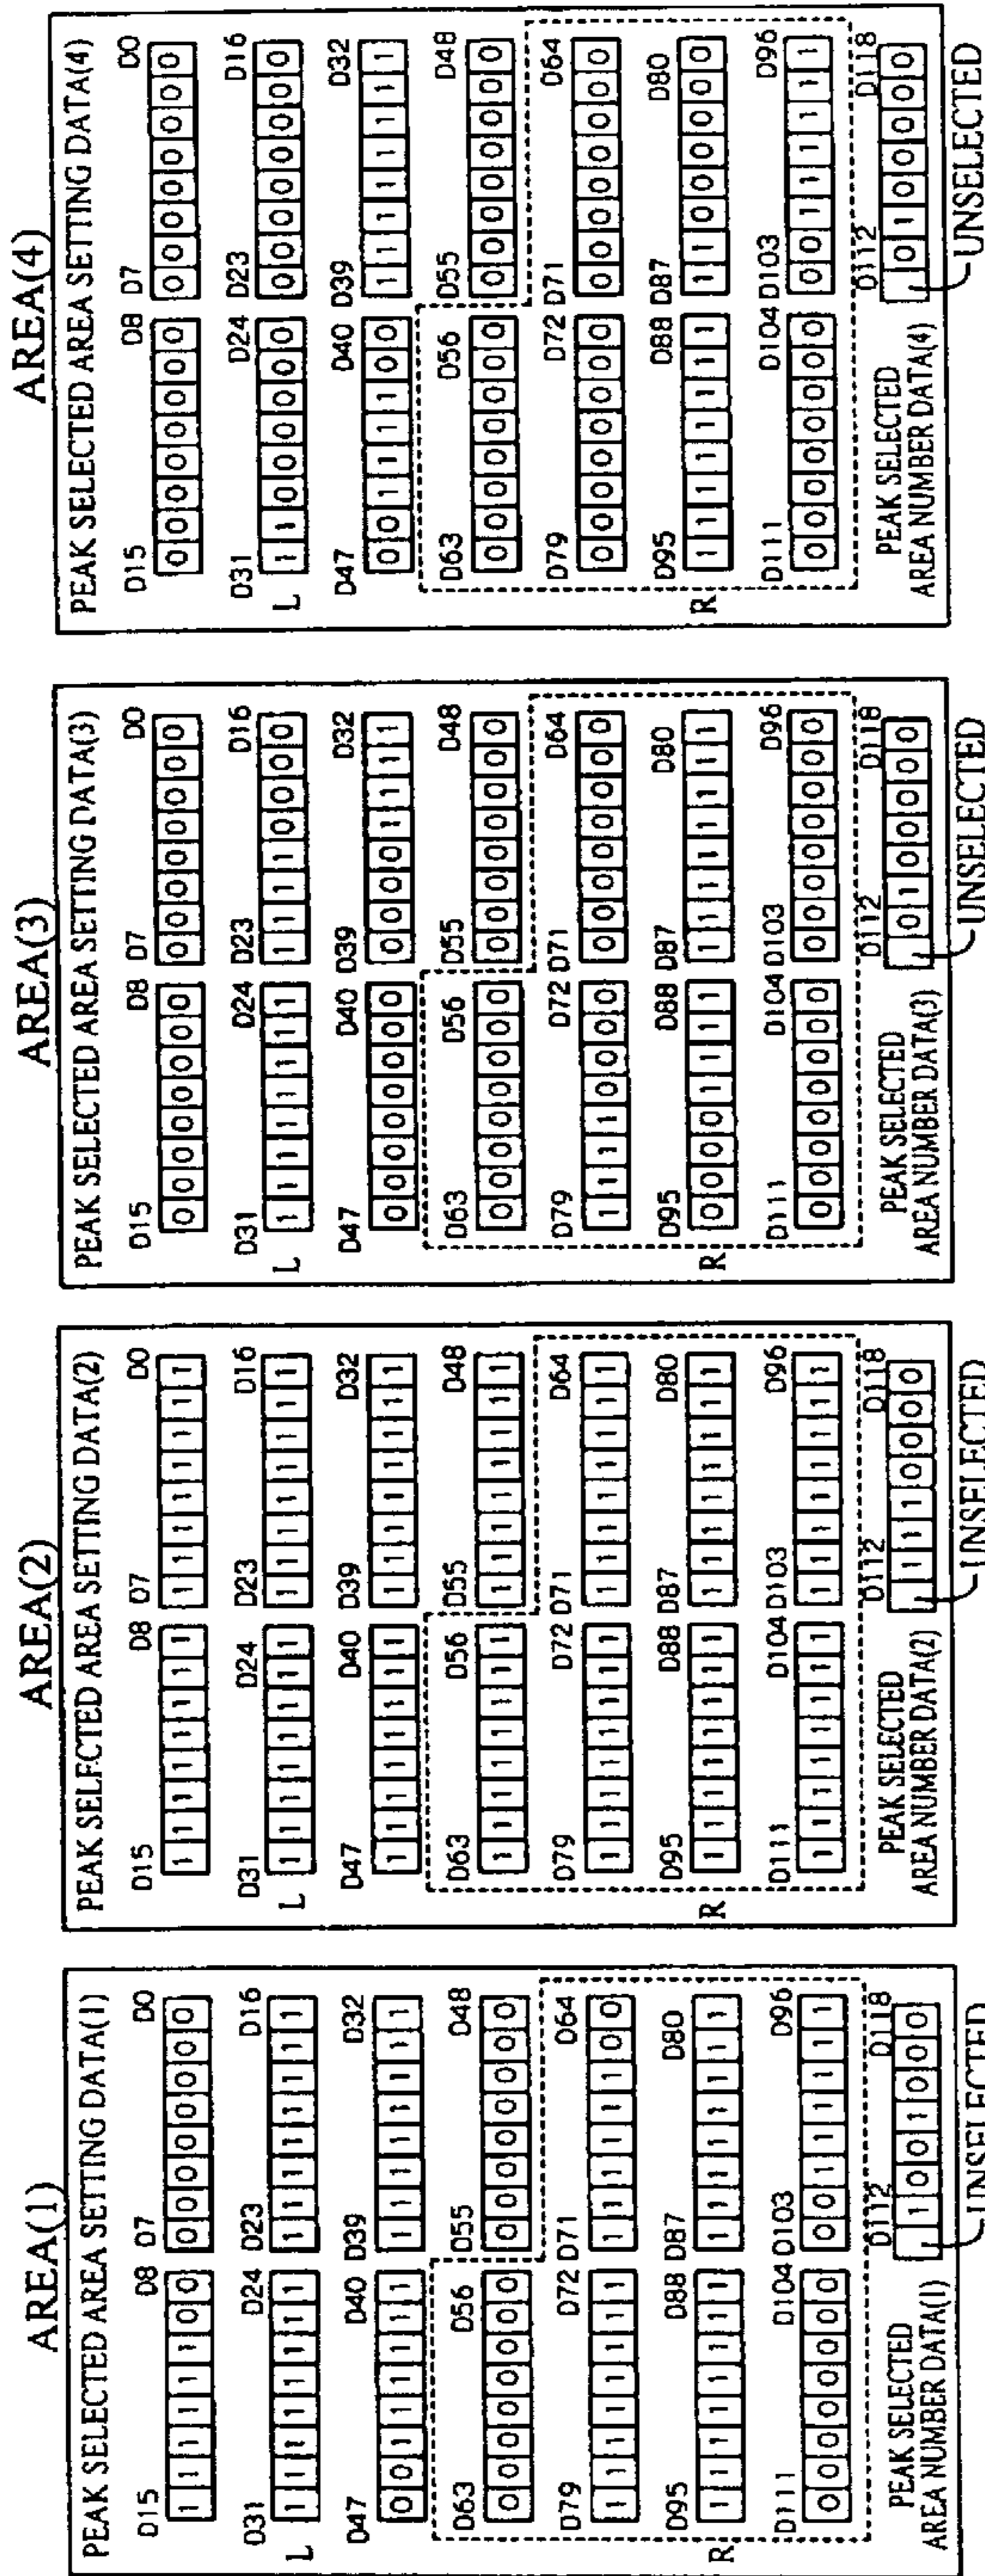 AREA(1)
PEAK SELECTED AREA SETTING DATA(1)
D15 D8 D7 D0
1 1 1 1 1 1 0 0 0 0 0 0 0 0 0 0
D31 D24 D23 D16
L 1 1 1 1 1 1 1 1 1 1 1 1 1 1 1 1
D47 D40 D39 D32
0 0 1 1 1 1 1 1 1 1 1 1 1 1 1 1
D63 D56 D55 D48
0 0 0 0 0 0 0 0 0 0 0 0 0 0 0 0
D79 D72 D71 D64
1 1 1 1 1 1 1 1 1 1 1 1 1 1 0 0
D95 D88 D87 D80
R 1 1 1 1 1 1 1 1 1 1 1 1 1 1 1 1
D111 D104 D103 D96
0 0 0 0 0 0 0 0 0 0 1 1 1 1 1 1
D112 D118
PEAK SELECTED
AREA NUMBER DATA(1)
1 0 0 1 0 0 0
UNSELECTED
AREA(2)
PEAK SELECTED AREA SETTING DATA(2)
D15 D8 D7 D0
1 1 1 1 1 1 1 1 1 1 1 1 1 1 1 1
D31 D24 D23 D16
L 1 1 1 1 1 1 1 1 1 1 1 1 1 1 1 1
D47 D40 D39 D32
1 1 1 1 1 1 1 1 1 1 1 1 1 1 1 1
D63 D56 D55 D48
1 1 1 1 1 1 1 1 1 1 1 1 1 1 1 1
D79 D72 D71 D64
1 1 1 1 1 1 1 1 1 1 1 1 1 1 1 1
D95 D88 D87 D80
R 1 1 1 1 1 1 1 1 1 1 1 1 1 1 1 1
D111 D104 D103 D96
1 1 1 1 1 1 1 1 1 1 1 1 1 1 1 1
D112 D118
PEAK SELECTED
AREA NUMBER DATA(2)
1 1 1 0 0 0 0
UNSELECTED
AREA(3)
PEAK SELECTED AREA SETTING DATA(3)
D15 D8 D7 D0
0 0 0 0 0 0 0 0 0 0 0 0 0 0 0 0
D31 D24 D23 D16
L 1 1 1 1 1 1 1 1 1 1 1 1 0 0 0 0
D47 D40 D39 D32
0 0 0 0 0 0 0 0 0 0 0 0 1 1 1 1
D63 D56 D55 D48
0 0 0 0 0 0 0 0 0 0 0 0 0 0 0 0
D79 D72 D71 D64
1 1 1 1 0 0 0 0 0 0 0 0 0 0 0 0
D95 D88 D87 D80
R 0 0 0 0 1 1 1 1 1 1 1 1 1 1 1 1
D111 D104 D103 D96
0 0 0 0 0 0 0 0 0 0 0 0 0 0 0 0
D112 D118
PEAK SELECTED
AREA NUMBER DATA(3)
0 1 0 0 0 0 0
UNSELECTED
AREA(4)
PEAK SELECTED AREA SETTING DATA(4)
D15 D8 D7 D0
0 0 0 0 0 0 0 0 0 0 0 0 0 0 0 0
D31 D24 D23 D16
L 1 1 0 0 0 0 0 0 0 0 0 0 0 0 0 0
D47 D40 D39 D32
0 0 1 1 1 1 0 0 1 1 1 1 1 1 1 1
D63 D56 D55 D48
0 0 0 0 0 0 0 0 0 0 0 0 0 0 0 0
D79 D72 D71 D64
0 0 0 0 0 0 0 0 0 0 0 0 0 0 0 0
D95 D88 D87 D80
R 1 1 1 1 1 1 1 1 1 1 0 0 0 0 0 0
D111 D104 D103 D96
0 0 0 0 0 0 0 0 0 0 1 1 1 1 1 1
D112 D118
PEAK SELECTED
AREA NUMBER DATA(4)
0 1 0 0 0 0 0
UNSELECTED